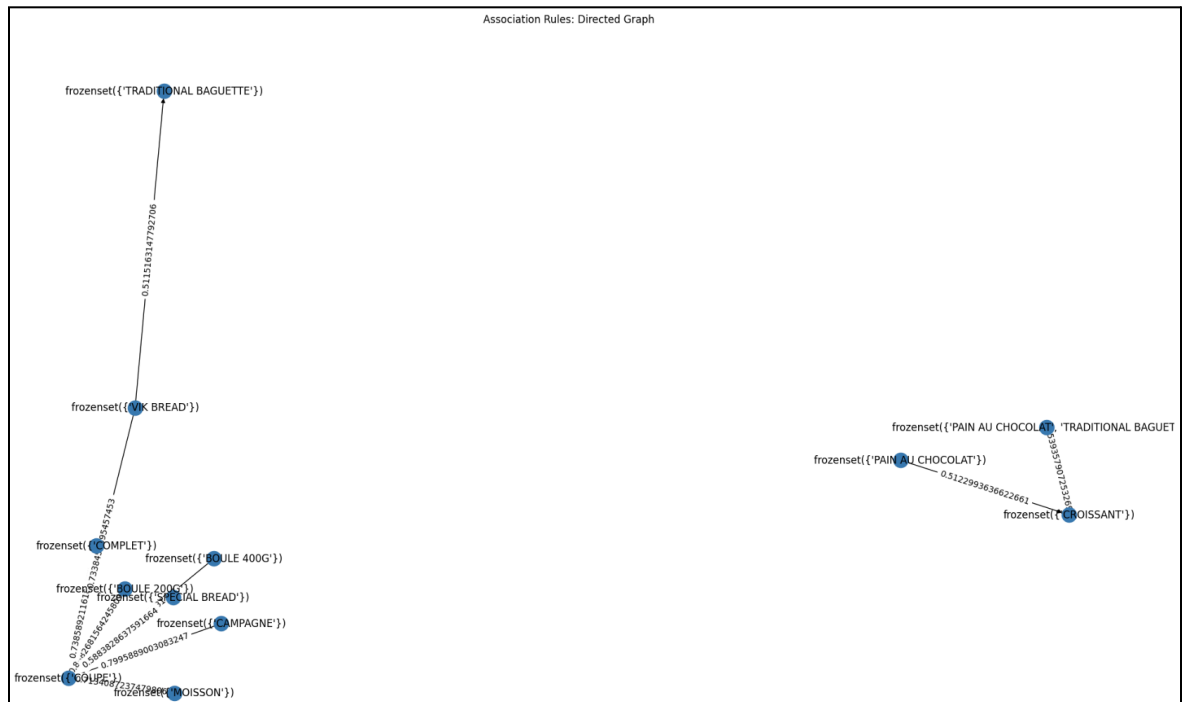 Association Rules: Directed Graph
frozenset({'TRADITIONAL BAGUETTE'})
0.5115163147792706
frozenset({'VIK BREAD'})
frozenset({'PAIN AU CHOCOLAT', 'TRADITIONAL BAGUET
frozenset({'PAIN AU CHOCOLAT'})
0.5122993636622661
frozenset({'CROISSANT'})
frozenset({'COMPLET'})
frozenset({'BOULE 400G'})
frozenset({'BOULE 200G'})
frozenset({'SPECIAL BREAD'})
frozenset({'CAMPAGNE'})
0.5883828637591664
0.7995889003083247
frozenset({'COUPE'})
frozenset({'MOISSON'})